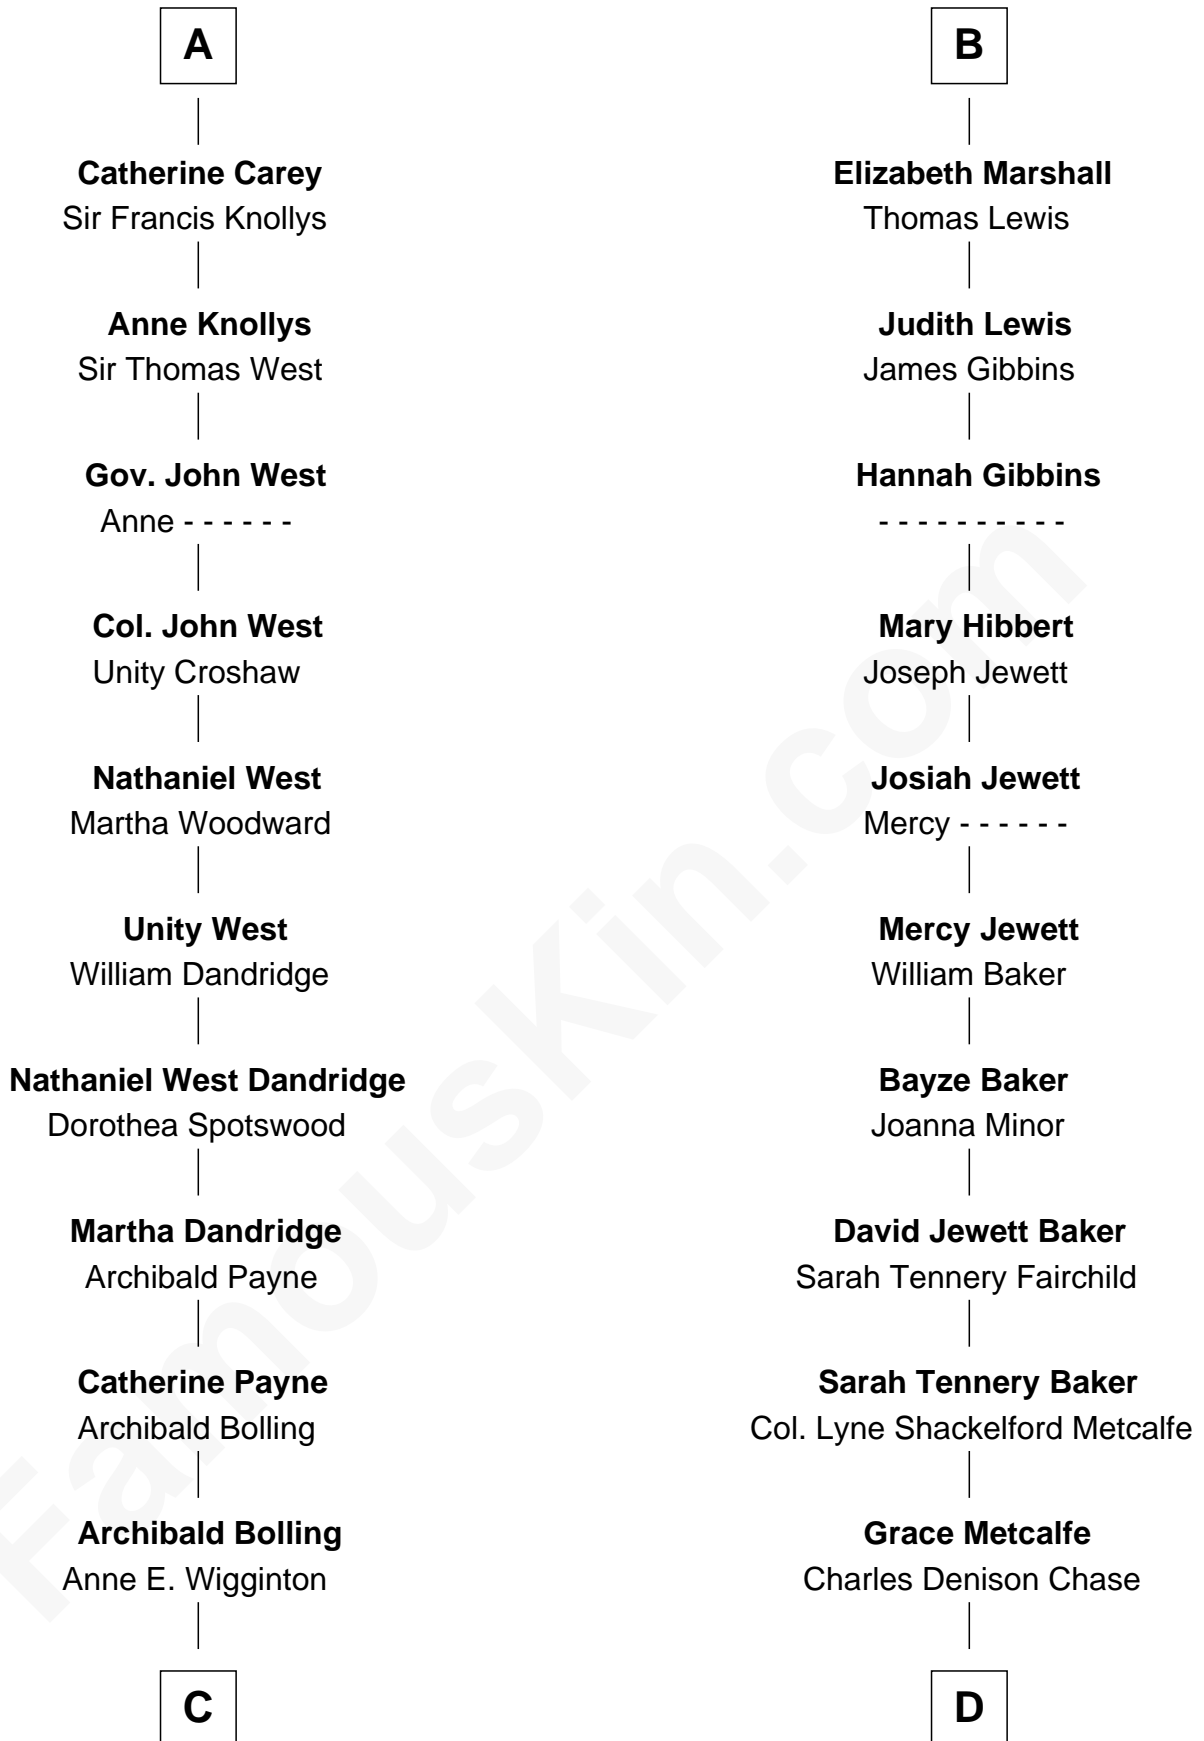 A
Catherine Carey
Sir Francis Knollys
Anne Knollys
Sir Thomas West
Gov. John West
Anne - - - - - -
Col. John West
Unity Croshaw
Nathaniel West
Martha Woodward
Unity West
William Dandridge
Nathaniel West Dandridge
Dorothea Spotswood
Martha Dandridge
Archibald Payne
Catherine Payne
Archibald Bolling
Archibald Bolling
Anne E. Wigginton
C
B
Elizabeth Marshall
Thomas Lewis
Judith Lewis
James Gibbins
Hannah Gibbins
- - - - - - - - - -
Mary Hibbert
Joseph Jewett
Josiah Jewett
Mercy - - - - - -
Mercy Jewett
William Baker
Bayze Baker
Joanna Minor
David Jewett Baker
Sarah Tennery Fairchild
Sarah Tennery Baker
Col. Lyne Shackelford Metcalfe
Grace Metcalfe
Charles Denison Chase
D
FamousKin.com